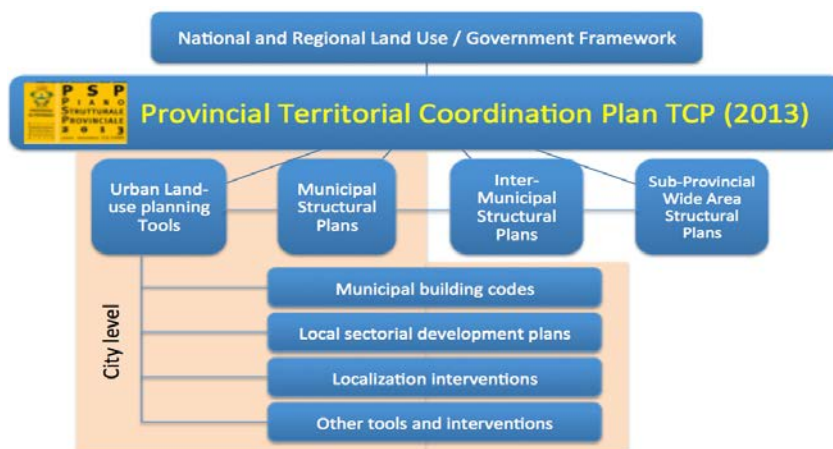 National and Regional Land Use / Government Framework
P S P
PIANO
STRUTTURALE
PROVINCIALE
2013
Provincial Territorial Coordination Plan TCP (2013)
Urban Land-
use planning
Tools
Municipal
Structural
Plans
Inter-
Municipal
Structural
Plans
Sub-Provincial
Wide Area
Structural
Plans
City level
Municipal building codes
Local sectorial development plans
Localization interventions
Other tools and interventions